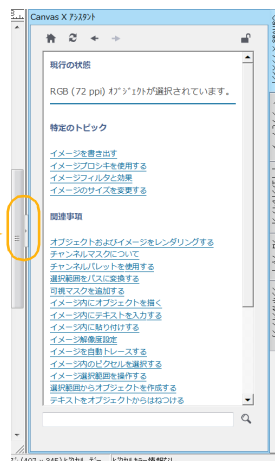 Canvas X ｱｼｽﾀﾝﾄ
現行の状態
RGB (72 ppi) ｵﾌﾞｼﾞｪｸﾄが選択されています。
特定のトピック
イメージを書き出す
イメージプロキシを使用する
イメージフィルタと効果
イメージのサイズを変更する
関連事項
オブジェクトおよびイメージをレンダリングする
チャンネルマスクについて
チャンネルパレットを使用する
選択範囲をパスに変換する
可視マスクを追加する
イメージ内にオブジェクトを描く
イメージ内にテキストを入力する
イメージ内に貼り付けする
イメージ解像度設定
イメージを自動トレースする
イメージ内のピクセルを選択する
イメージ選択範囲を操作する
選択範囲からオブジェクトを作成する
テキストをオブジェクトからはねつける